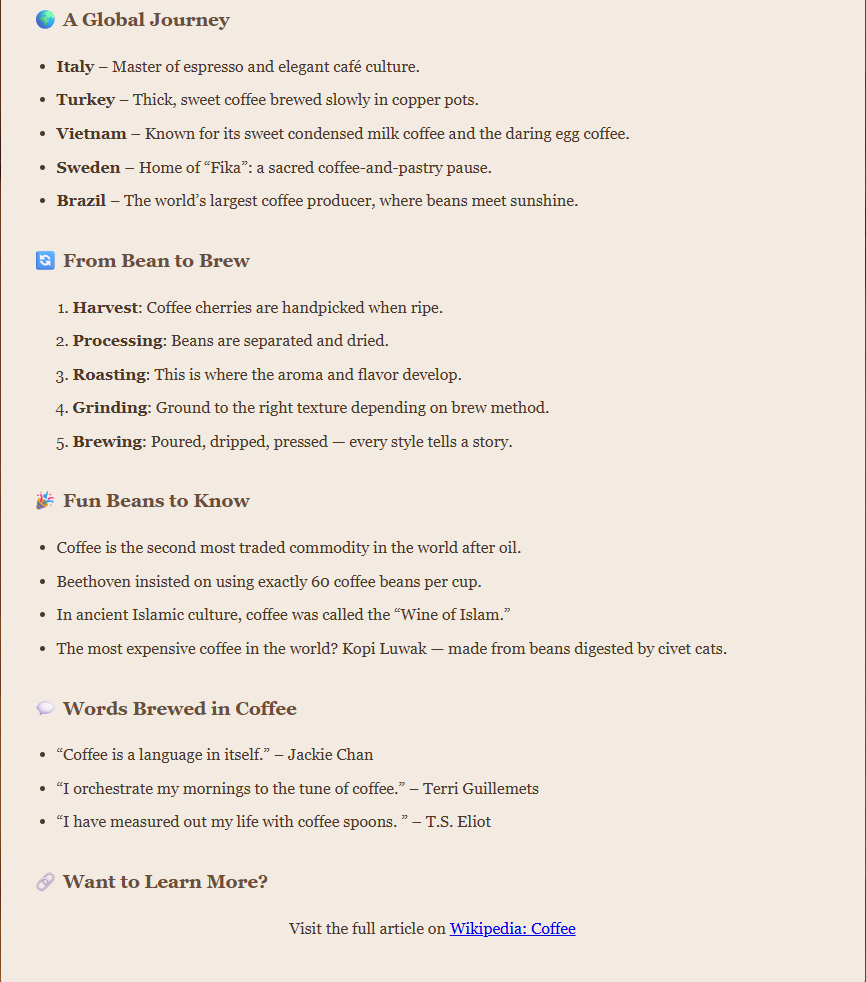 🌍 A Global Journey
• Italy – Master of espresso and elegant café culture.
• Turkey – Thick, sweet coffee brewed slowly in copper pots.
• Vietnam – Known for its sweet condensed milk coffee and the daring egg coffee.
• Sweden – Home of “Fika”: a sacred coffee-and-pastry pause.
• Brazil – The world’s largest coffee producer, where beans meet sunshine.
🔄 From Bean to Brew
1. Harvest: Coffee cherries are handpicked when ripe.
2. Processing: Beans are separated and dried.
3. Roasting: This is where the aroma and flavor develop.
4. Grinding: Ground to the right texture depending on brew method.
5. Brewing: Poured, dripped, pressed — every style tells a story.
🎉 Fun Beans to Know
• Coffee is the second most traded commodity in the world after oil.
• Beethoven insisted on using exactly 60 coffee beans per cup.
• In ancient Islamic culture, coffee was called the “Wine of Islam.”
• The most expensive coffee in the world? Kopi Luwak — made from beans digested by civet cats.
💬 Words Brewed in Coffee
• “Coffee is a language in itself.” – Jackie Chan
• “I orchestrate my mornings to the tune of coffee.” – Terri Guillemets
• “I have measured out my life with coffee spoons. ” – T.S. Eliot
🔗 Want to Learn More?
Visit the full article on Wikipedia: Coffee